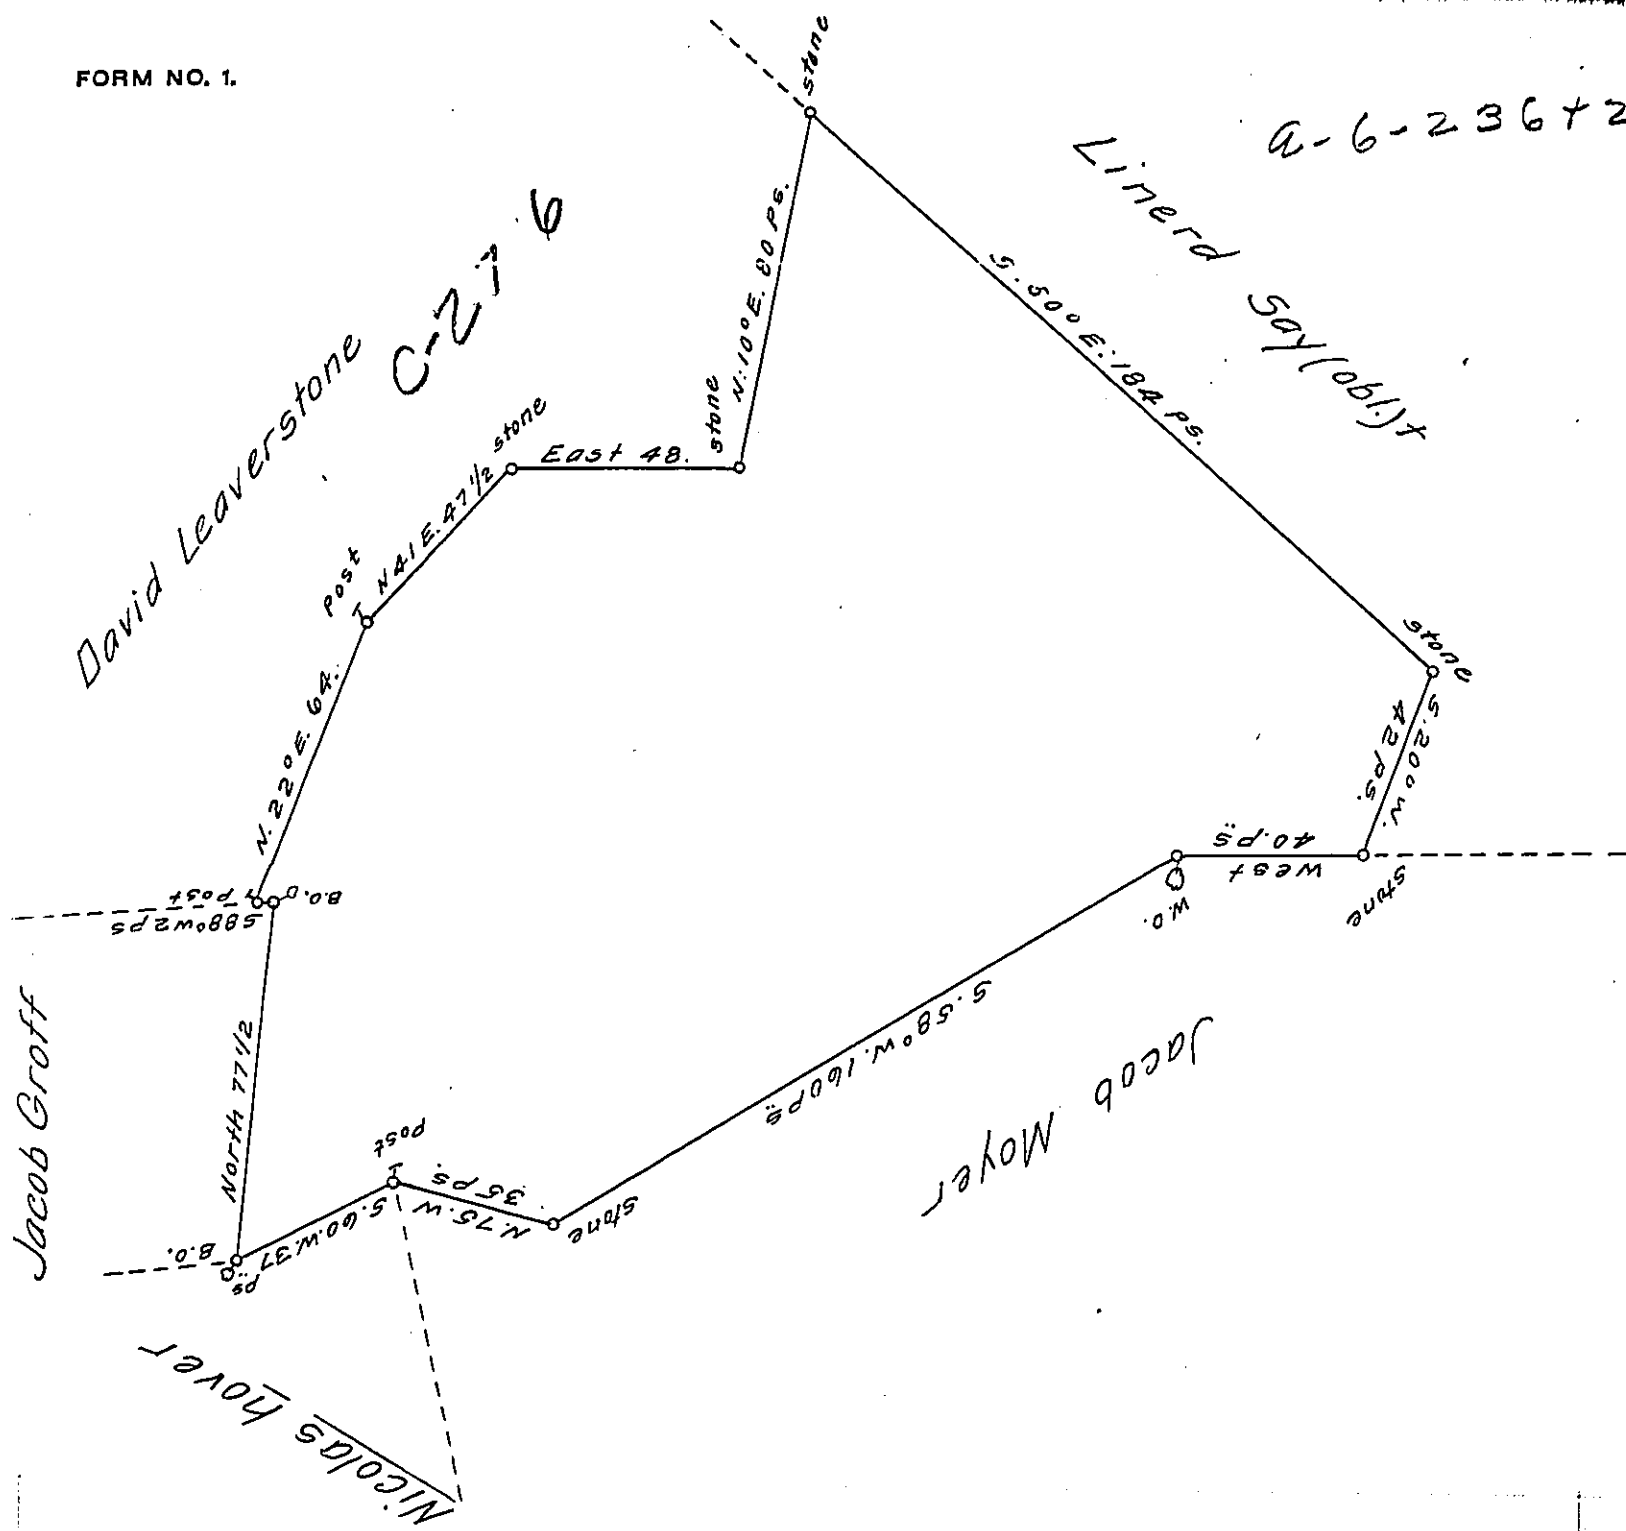 FORM NO. 1.
a-6-236+2
stone
Linerd Say(obl.)t
S. 50° E: 184 ps.
N: 10° E. 80 Ps.
stone
East 48.
stone
C-276
David Leaverstone
N 41 E. 47 1/2
post
N. 22° E. 64.
B.O.
Post
S 88° W 2 ps
North 77 1/2
Jacob Groff
B.O.
S. 60. W. 37 ps
post
N. 75. W
35 ps.
stone
S. 58° W. 160 ps
W.O.
West
40. ps
stone
S. 20° W.
42 ps.
stone
Jacob Moyer
Nicolas hover